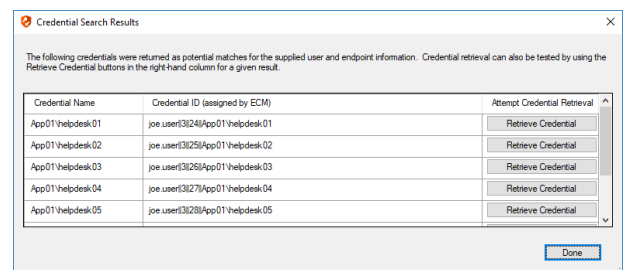 Credential Search Results
The following credentials were returned as potential matches for the supplied user and endpoint information. Credential retrieval can also be tested by using the
Retrieve Credential buttons in the right-hand column for a given result.
Credential Name Credential ID (assigned by ECM) Attempt Credential Retrieval
App01\helpdesk01 joe.user||3||24||App01\helpdesk01 Retrieve Credential
App01\helpdesk02 joe.user||3||25||App01\helpdesk02 Retrieve Credential
App01\helpdesk03 joe.user||3||26||App01\helpdesk03 Retrieve Credential
App01\helpdesk04 joe.user||3||27||App01\helpdesk04 Retrieve Credential
App01\helpdesk05 joe.user||3||28||App01\helpdesk05 Retrieve Credential
Done